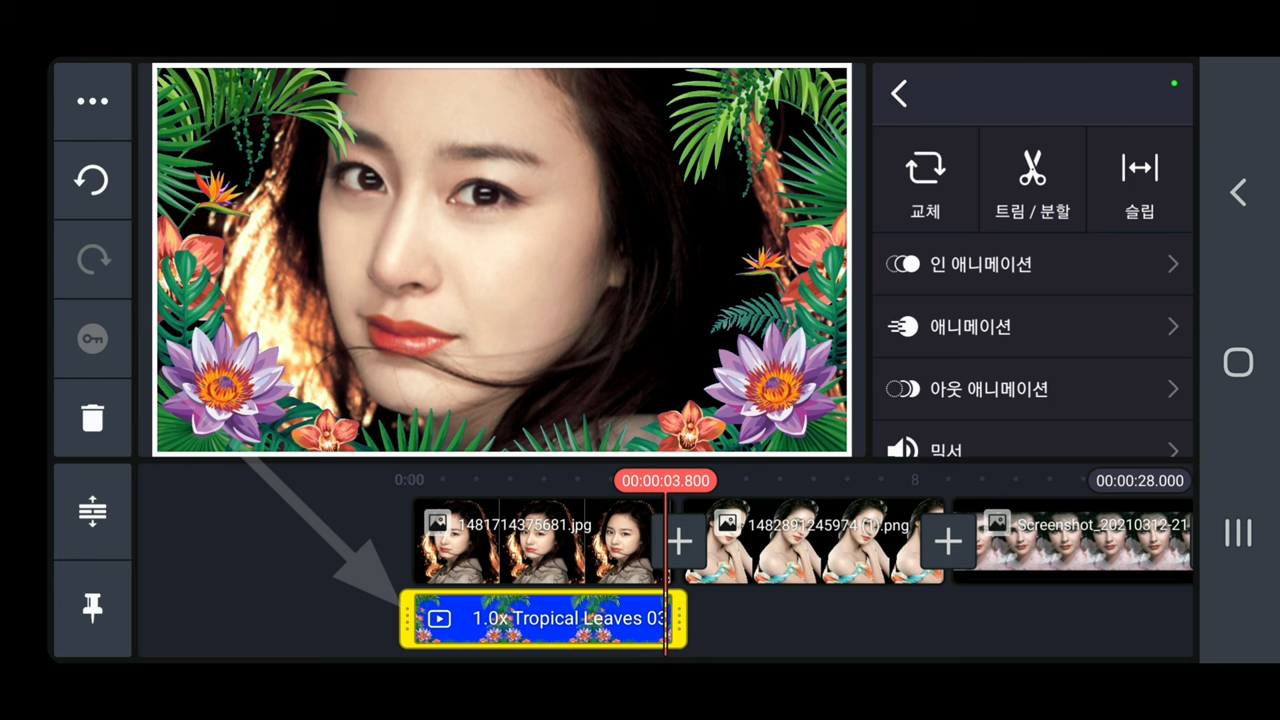 교체
트림 / 분할
슬립
인 애니메이션
애니메이션
아웃 애니메이션
믹서
0:00
00:00:03.800
8
00:00:28.000
1481714375681.jpg
1482891245974 (1).png
Screenshot_20210312-21
1.0x Tropical Leaves 03